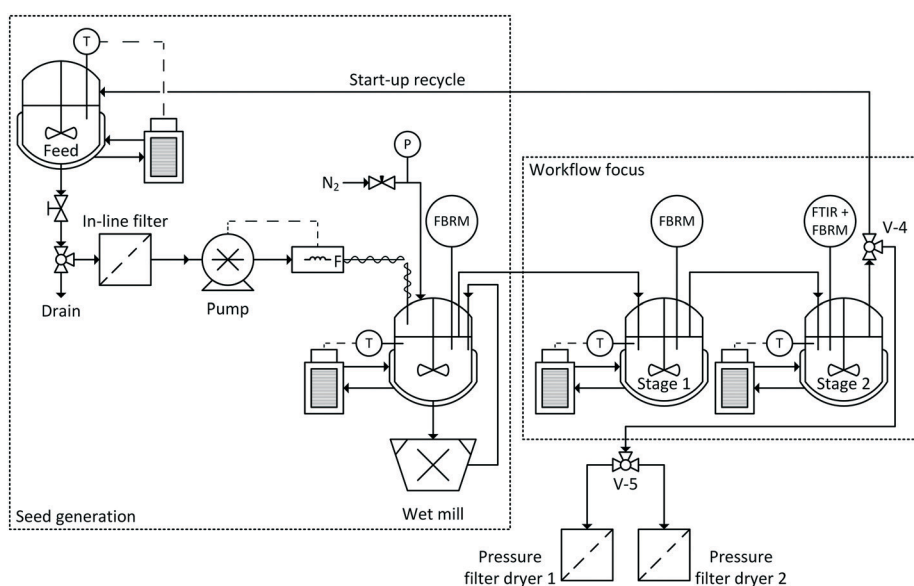 T
Start-up recycle
Feed
P
Workflow focus
N₂
FBRM
FBRM
FTIR +
FBRM
V-4
In-line filter
F
Pump
Drain
T
T
T
Stage 1
Stage 2
V-5
Wet mill
Seed generation
Pressure
filter dryer 1
Pressure
filter dryer 2